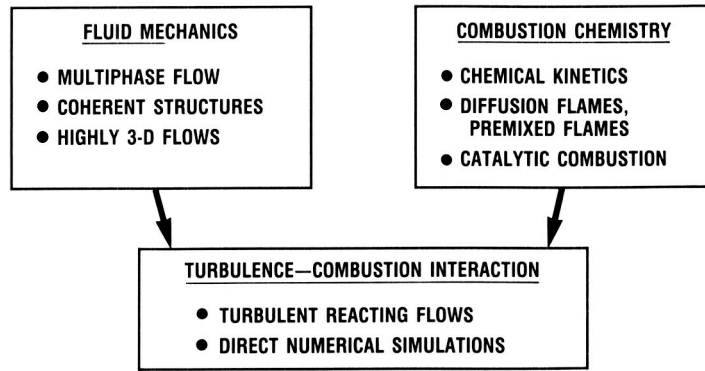 FLUID MECHANICS
● MULTIPHASE FLOW
● COHERENT STRUCTURES
● HIGHLY 3-D FLOWS
COMBUSTION CHEMISTRY
● CHEMICAL KINETICS
● DIFFUSION FLAMES,
PREMIXED FLAMES
● CATALYTIC COMBUSTION
TURBULENCE—COMBUSTION INTERACTION
● TURBULENT REACTING FLOWS
● DIRECT NUMERICAL SIMULATIONS